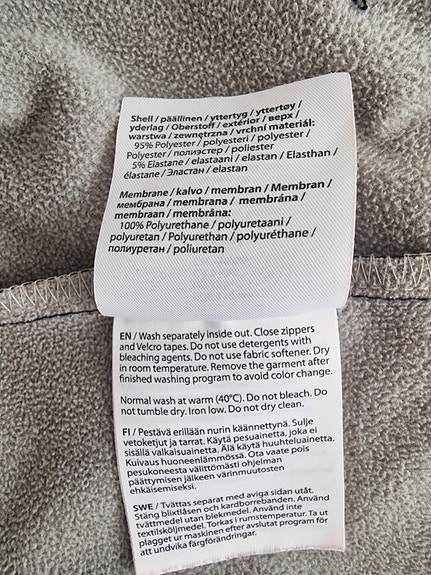 Shell / päällinen / yttertyg / yttertøy /
yderlag / Oberstoff / extérior / верх /
warstwa / zewnętrzna / vrchní materiál:
95% Polyester / polyesteri / polyester /
Polyester / полиэстер / poliester
5% Elastane / elastaani / elastan / Elasthan /
élastane / Эластан / elastan
Membrane / kalvo / membran / Membran /
мембрана / membrana / membrána /
membraan / membrāna:
100% Polyurethane / polyuretaani /
polyuretan / Polyurethan / polyuréthane /
полиуретан / poliuretan
EN / Wash separately inside out. Close zippers
and Velcro tapes. Do not use detergents with
bleaching agents. Do not use fabric softener. Dry
in room temperature. Remove the garment after
finished washing program to avoid color change.
Normal wash at warm (40°C). Do not bleach. Do
not tumble dry. Iron low. Do not dry clean.
FI / Pestävä erillään nurin käännettynä. Sulje
vetoketjut ja tarrat. Käytä pesuainetta, joka ei
sisällä valkaisuainetta. Älä käytä huuhteluainetta.
Kuivaus huoneenlämmössä. Ota vaate pois
pesukoneesta välittömästi ohjelman
päättymisen jälkeen värinmuutosten
ehkäisemiseksi.
SWE / Tvättas separat med aviga sidan utåt.
Stäng blixtlåsen och kardborrebanden. Använd
tvättmedel utan blekmedel. Använd inte
textilsköljmedel. Torkas i rumstemperatur. Ta ut
plagget ur maskinen efter avslutat program för
att undvika färgförändringar.